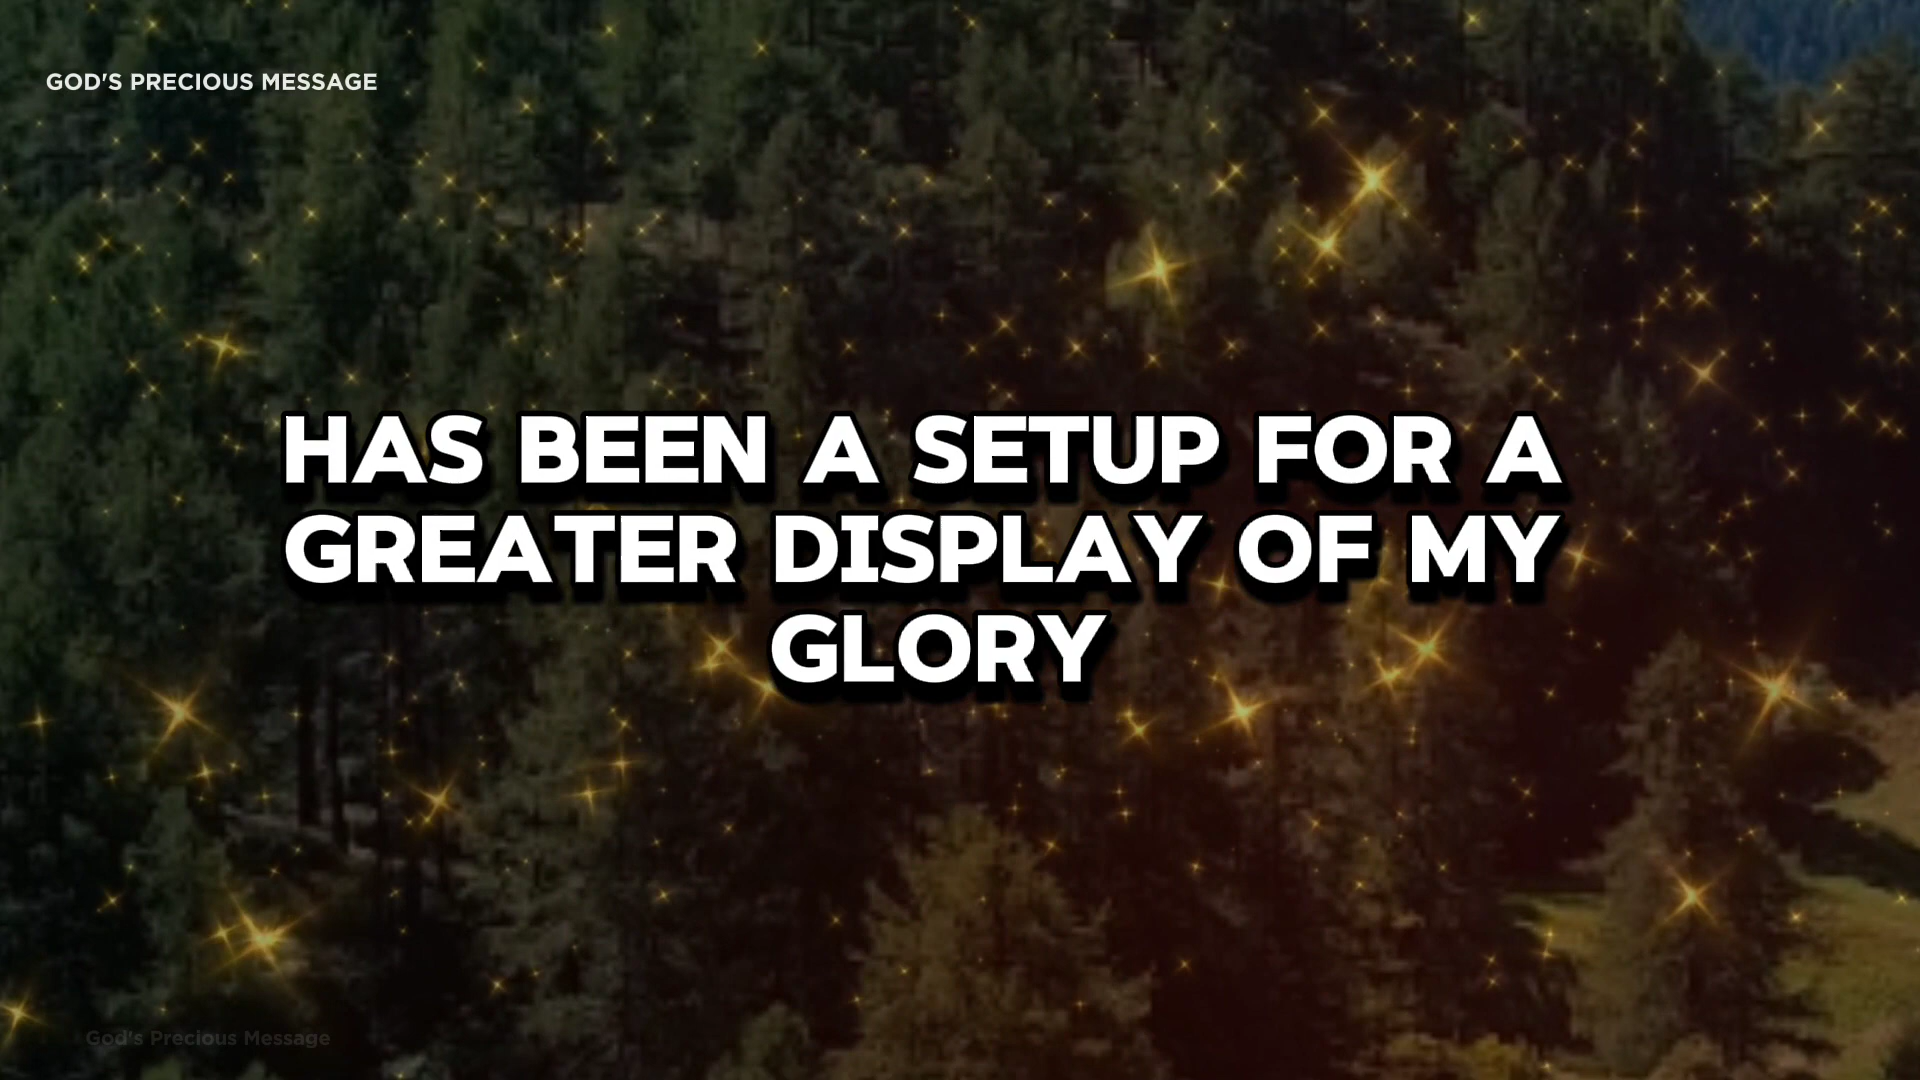 GOD'S PRECIOUS MESSAGE
HAS BEEN A SETUP FOR A
GREATER DISPLAY OF MY
GLORY
God's Precious Message